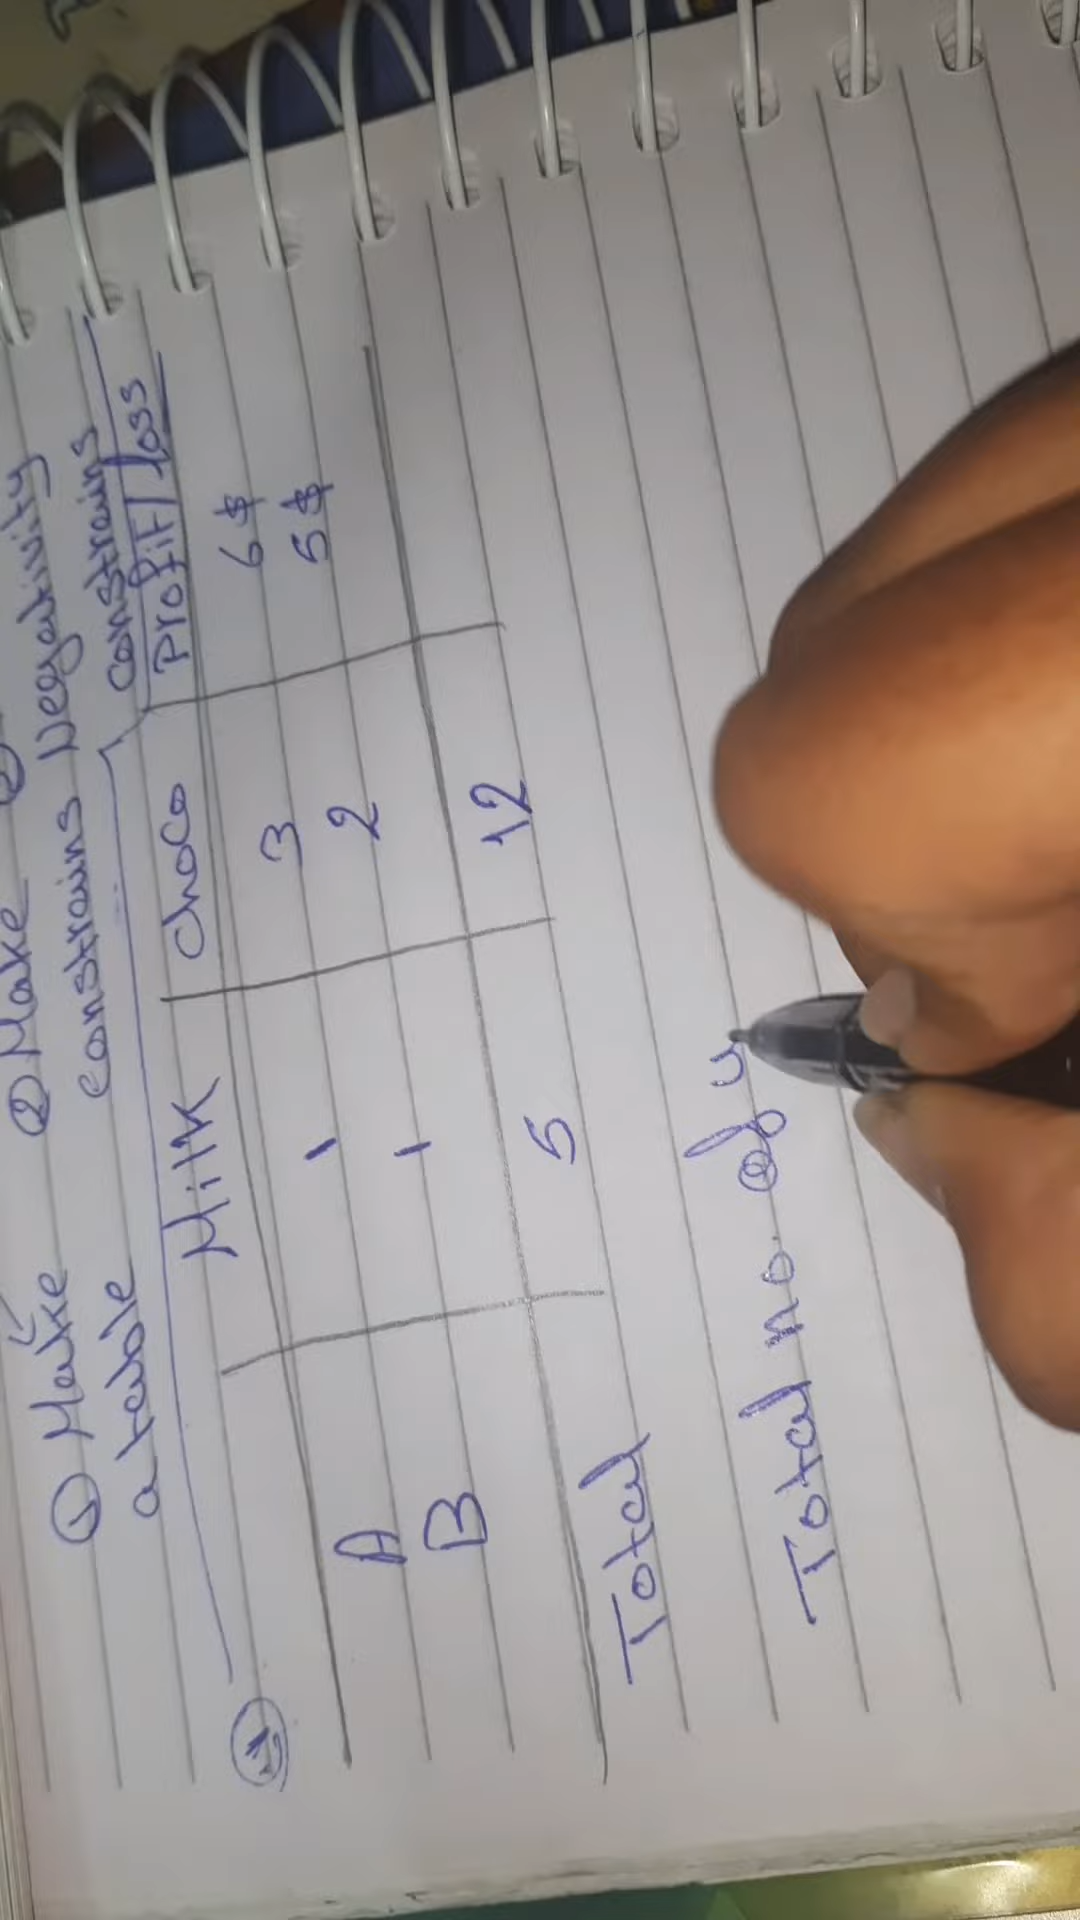 ① Make ② Make
a table constrains Negativity
constrains
① Milk Choco Profit/loss
A 1 3 6$
B 1 2 5$
Total 5 12
Total no. of u